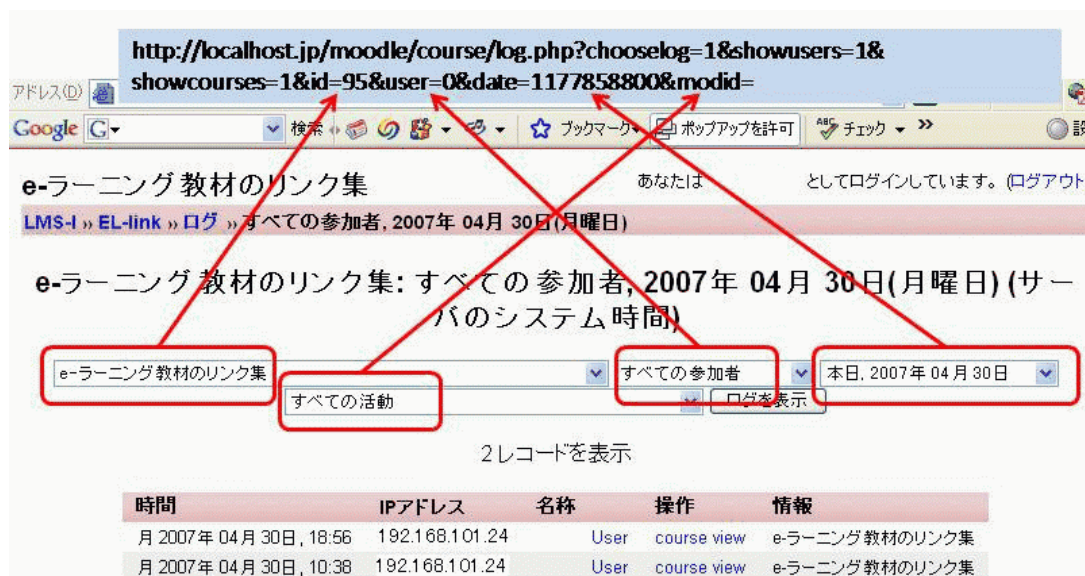 http://localhost.jp/moodle/course/log.php?chooselog=1&showusers=1&
showcourses=1&id=95&user=0&date=1177858800&modid=
アドレス(D)
Google G 検索 ブックマーク ポップアップを許可 ABC チェック »
e-ラーニング教材のリンク集 あなたは としてログインしています。(ログアウト
LMS-I » EL-link » ログ » すべての参加者, 2007年 04月 30日(月曜日)
e-ラーニング教材のリンク集: すべての参加者, 2007年 04月 30日(月曜日) (サー
バのシステム時間)
e-ラーニング教材のリンク集 すべての参加者 本日, 2007年 04月 30日
すべての活動 ログを表示
2レコードを表示
時間 IPアドレス 名称 操作 情報
月 2007年 04月 30日, 18:56 192.168.101.24 User course view e-ラーニング教材のリンク集
月 2007年 04月 30日, 10:38 192.168.101.24 User course view e-ラーニング教材のリンク集